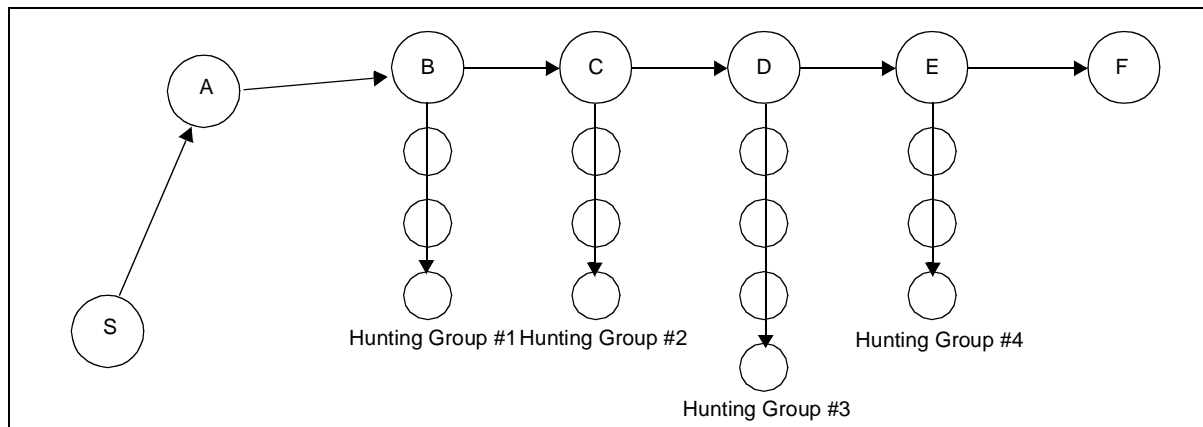 A
B
C
D
E
F
S
Hunting Group #1
Hunting Group #2
Hunting Group #4
Hunting Group #3